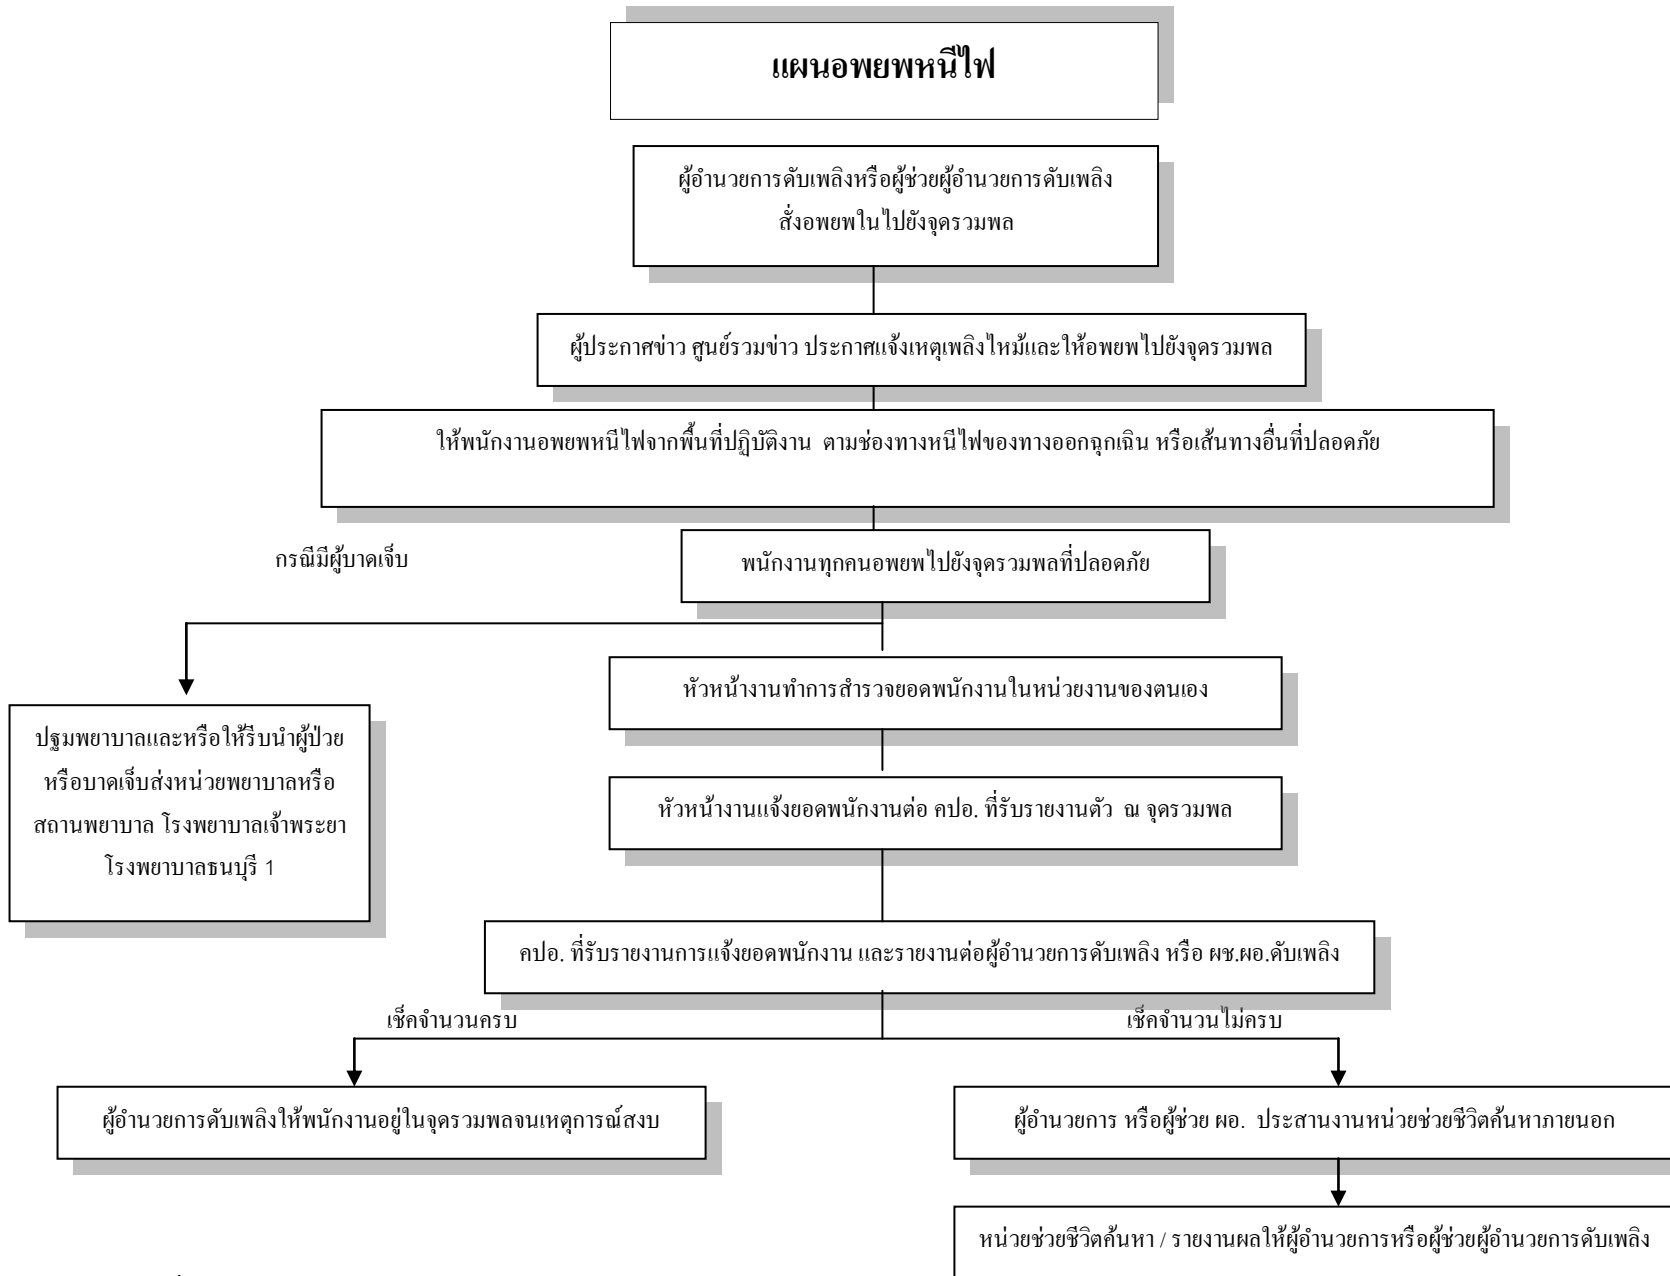 แผนอพยพหนีไฟ
ผู้อำนวยการดับเพลิงหรือผู้ช่วยผู้อำนวยการดับเพลิง
สั่งอพยพในไปยังจุดรวมพล
ผู้ประกาศข่าว ศูนย์รวมข่าว ประกาศแจ้งเหตุเพลิงไหม้และให้อพยพไปยังจุดรวมพล
ให้พนักงานอพยพหนีไฟจากพื้นที่ปฏิบัติงาน ตามช่องทางหนีไฟของทางออกฉุกเฉิน หรือเส้นทางอื่นที่ปลอดภัย
กรณีมีผู้บาดเจ็บ
พนักงานทุกคนอพยพไปยังจุดรวมพลที่ปลอดภัย
หัวหน้างานทำการสำรวจยอดพนักงานในหน่วยงานของตนเอง
ปฐมพยาบาลและหรือให้รีบนำผู้ป่วย
หรือบาดเจ็บส่งหน่วยพยาบาลหรือ
สถานพยาบาล โรงพยาบาลเจ้าพระยา
โรงพยาบาลธนบุรี 1
หัวหน้างานแจ้งยอดพนักงานต่อ คปอ. ที่รับรายงานตัว ณ จุดรวมพล
คปอ. ที่รับรายงานการแจ้งยอดพนักงาน และรายงานต่อผู้อำนวยการดับเพลิง หรือ ผช.ผอ.ดับเพลิง
เช็คจำนวนครบ
เช็คจำนวนไม่ครบ
ผู้อำนวยการดับเพลิงให้พนักงานอยู่ในจุดรวมพลจนเหตุการณ์สงบ
ผู้อำนวยการ หรือผู้ช่วย ผอ. ประสานงานหน่วยช่วยชีวิตค้นหาภายนอก
หน่วยช่วยชีวิตค้นหา / รายงานผลให้ผู้อำนวยการหรือผู้ช่วยผู้อำนวยการดับเพลิง